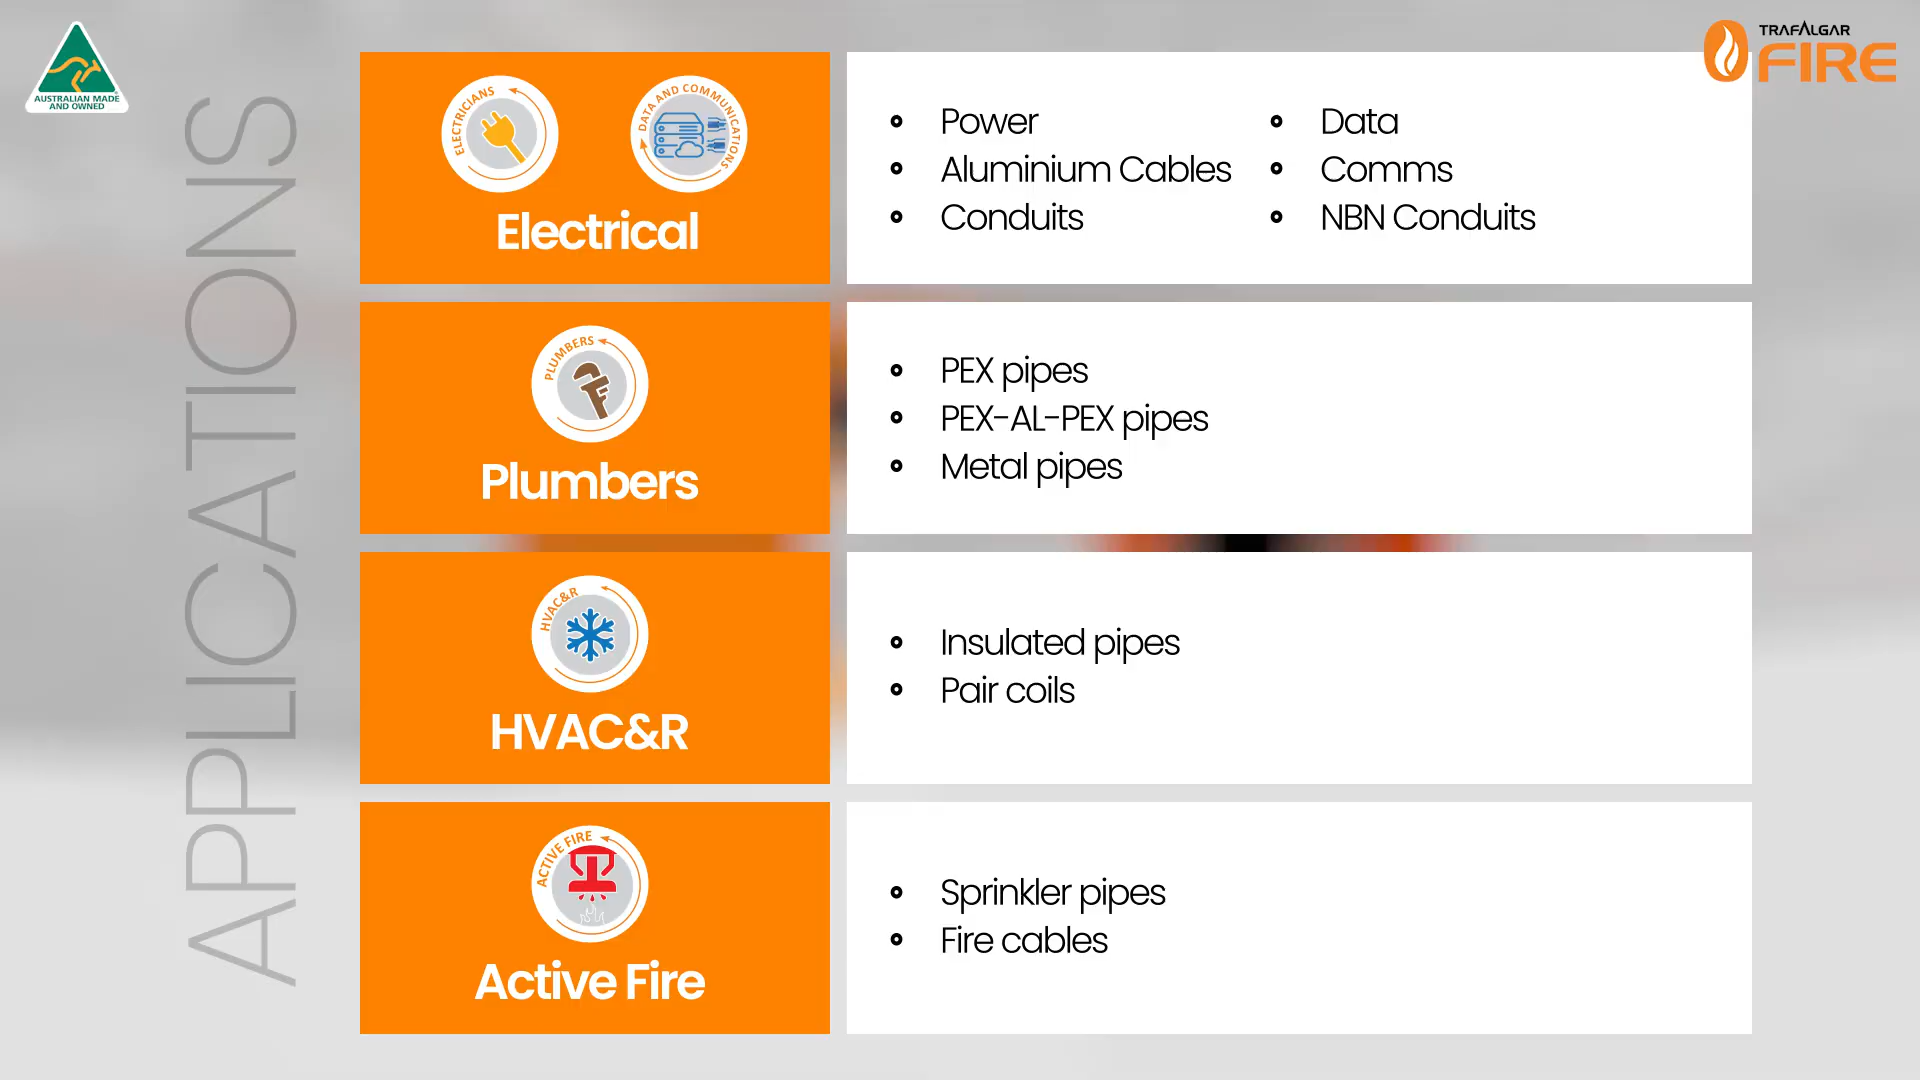 AUSTRALIAN MADE
AND OWNED
TRAFALGAR
FIRE
APPLICATIONS
ELECTRICIANS
DATA AND COMMUNICATIONS
Electrical
Power
Aluminium Cables
Conduits
Data
Comms
NBN Conduits
PLUMBERS
Plumbers
PEX pipes
PEX-AL-PEX pipes
Metal pipes
HVAC&R
HVAC&R
Insulated pipes
Pair coils
ACTIVE FIRE
Active Fire
Sprinkler pipes
Fire cables